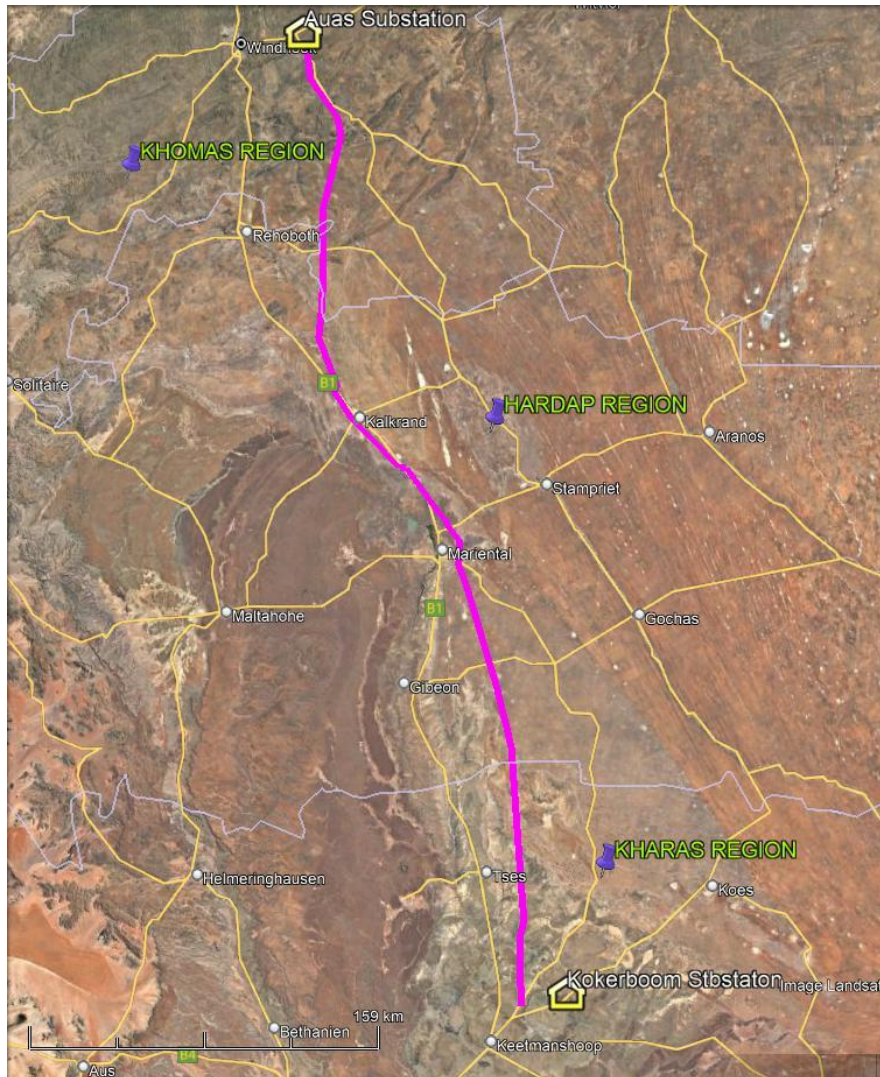 Auas Substation
Windhoek
KHOMAS REGION
Rehoboth
Solitaire
B1
Kalkrand
HARDAP REGION
Aranos
Stampriet
Mariental
Maltahohe
B1
Gochas
Gibeon
KHARAS REGION
Helmeringhausen
Tses
Koes
Kokerboom Stbstaton
Image Landsat
159 km
Bethanien
Keetmanshoop
B4
Aus